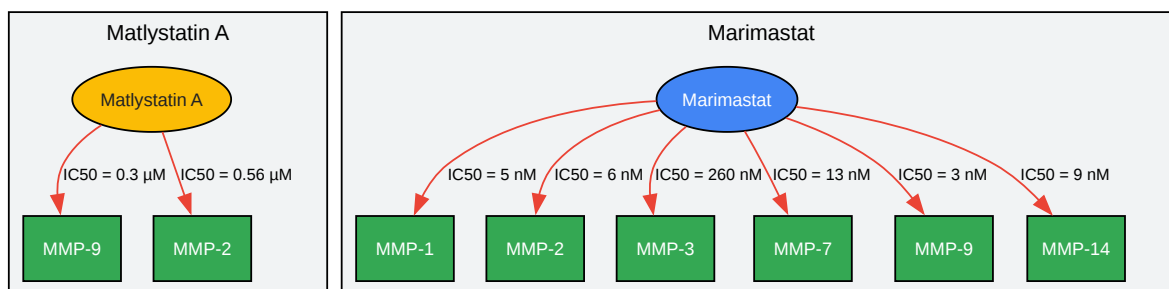 Matlystatin A
Marimastat
Matlystatin A
Marimastat
IC50 = 0.3 µM
IC50 = 0.56 µM
IC50 = 5 nM
IC50 = 6 nM
IC50 = 260 nM
IC50 = 13 nM
IC50 = 3 nM
IC50 = 9 nM
MMP-9
MMP-2
MMP-1
MMP-2
MMP-3
MMP-7
MMP-9
MMP-14